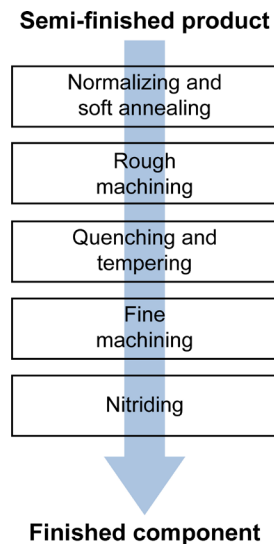 Semi-finished product
Normalizing and
soft annealing
Rough
machining
Quenching and
tempering
Fine
machining
Nitriding
Finished component